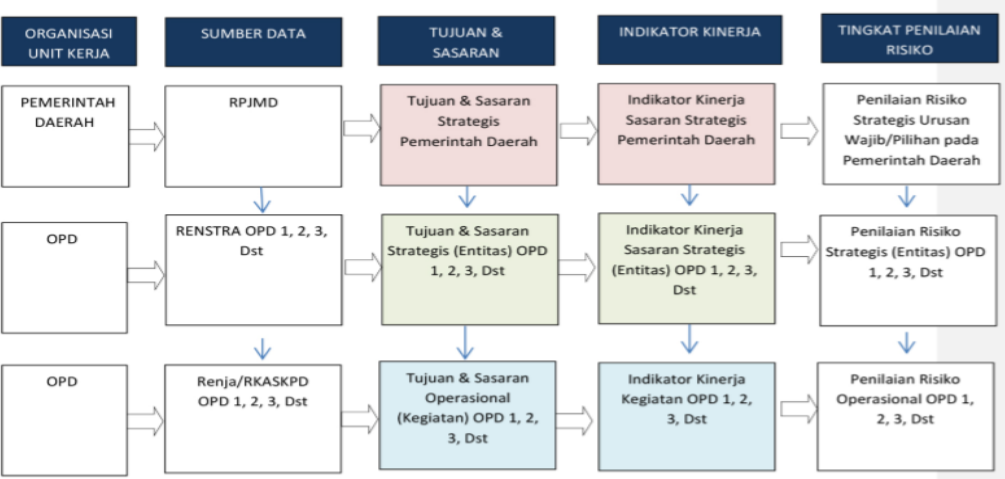 ORGANISASI
UNIT KERJA
SUMBER DATA
TUJUAN &
SASARAN
INDIKATOR KINERJA
TINGKAT PENILAIAN
RISIKO
PEMERINTAH
DAERAH
RPJMD
Tujuan & Sasaran
Strategis
Pemerintah Daerah
Indikator Kinerja
Sasaran Strategis
Pemerintah Daerah
Penilaian Risiko
Strategis Urusan
Wajib/Pilihan pada
Pemerintah Daerah
OPD
RENSTRA OPD 1, 2, 3,
Dst
Tujuan & Sasaran
Strategis (Entitas) OPD
1, 2, 3, Dst
Indikator Kinerja
Sasaran Strategis
(Entitas) OPD 1, 2, 3,
Dst
Penilaian Risiko
Strategis (Entitas) OPD
1, 2, 3, Dst
OPD
Renja/RKASKPD
OPD 1, 2, 3, Dst
Tujuan & Sasaran
Operasional
(Kegiatan) OPD 1, 2,
3, Dst
Indikator Kinerja
Kegiatan OPD 1, 2,
3, Dst
Penilaian Risiko
Operasional OPD 1,
2, 3, Dst